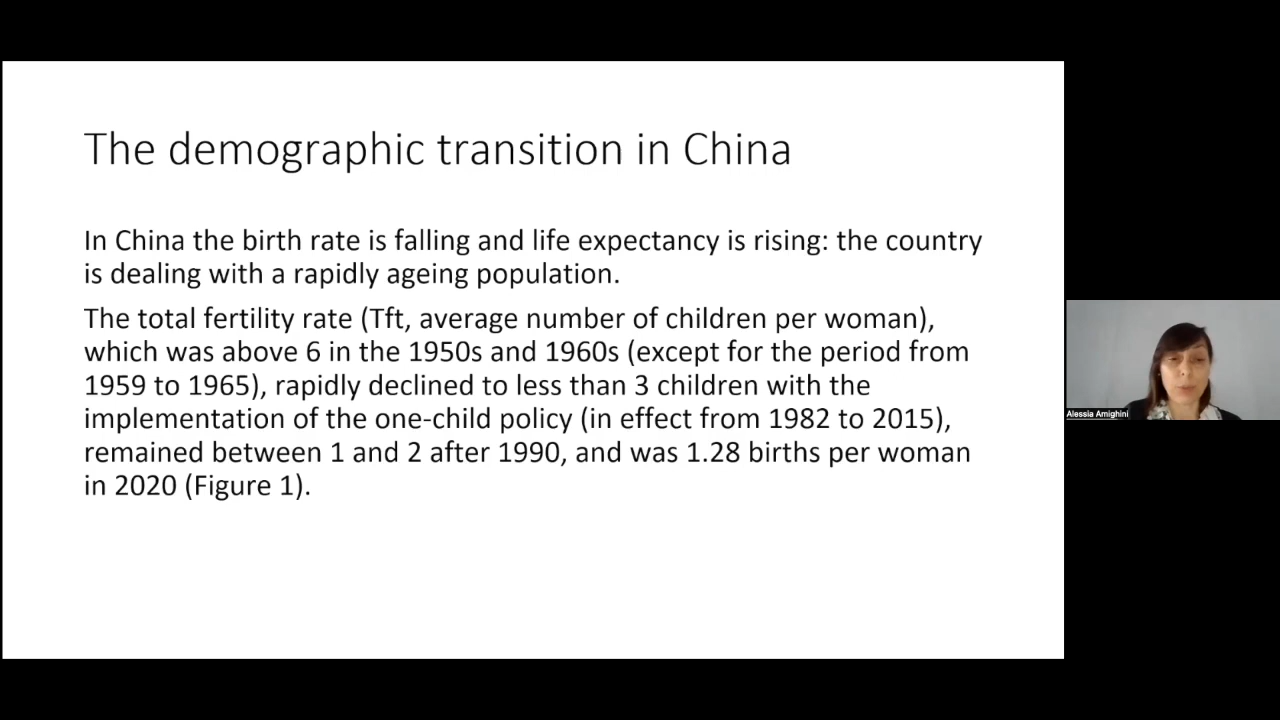 The demographic transition in China
In China the birth rate is falling and life expectancy is rising: the country
is dealing with a rapidly ageing population.
The total fertility rate (Tft, average number of children per woman),
which was above 6 in the 1950s and 1960s (except for the period from
1959 to 1965), rapidly declined to less than 3 children with the
implementation of the one-child policy (in effect from 1982 to 2015),
remained between 1 and 2 after 1990, and was 1.28 births per woman
in 2020 (Figure 1).
Alessia Amighini